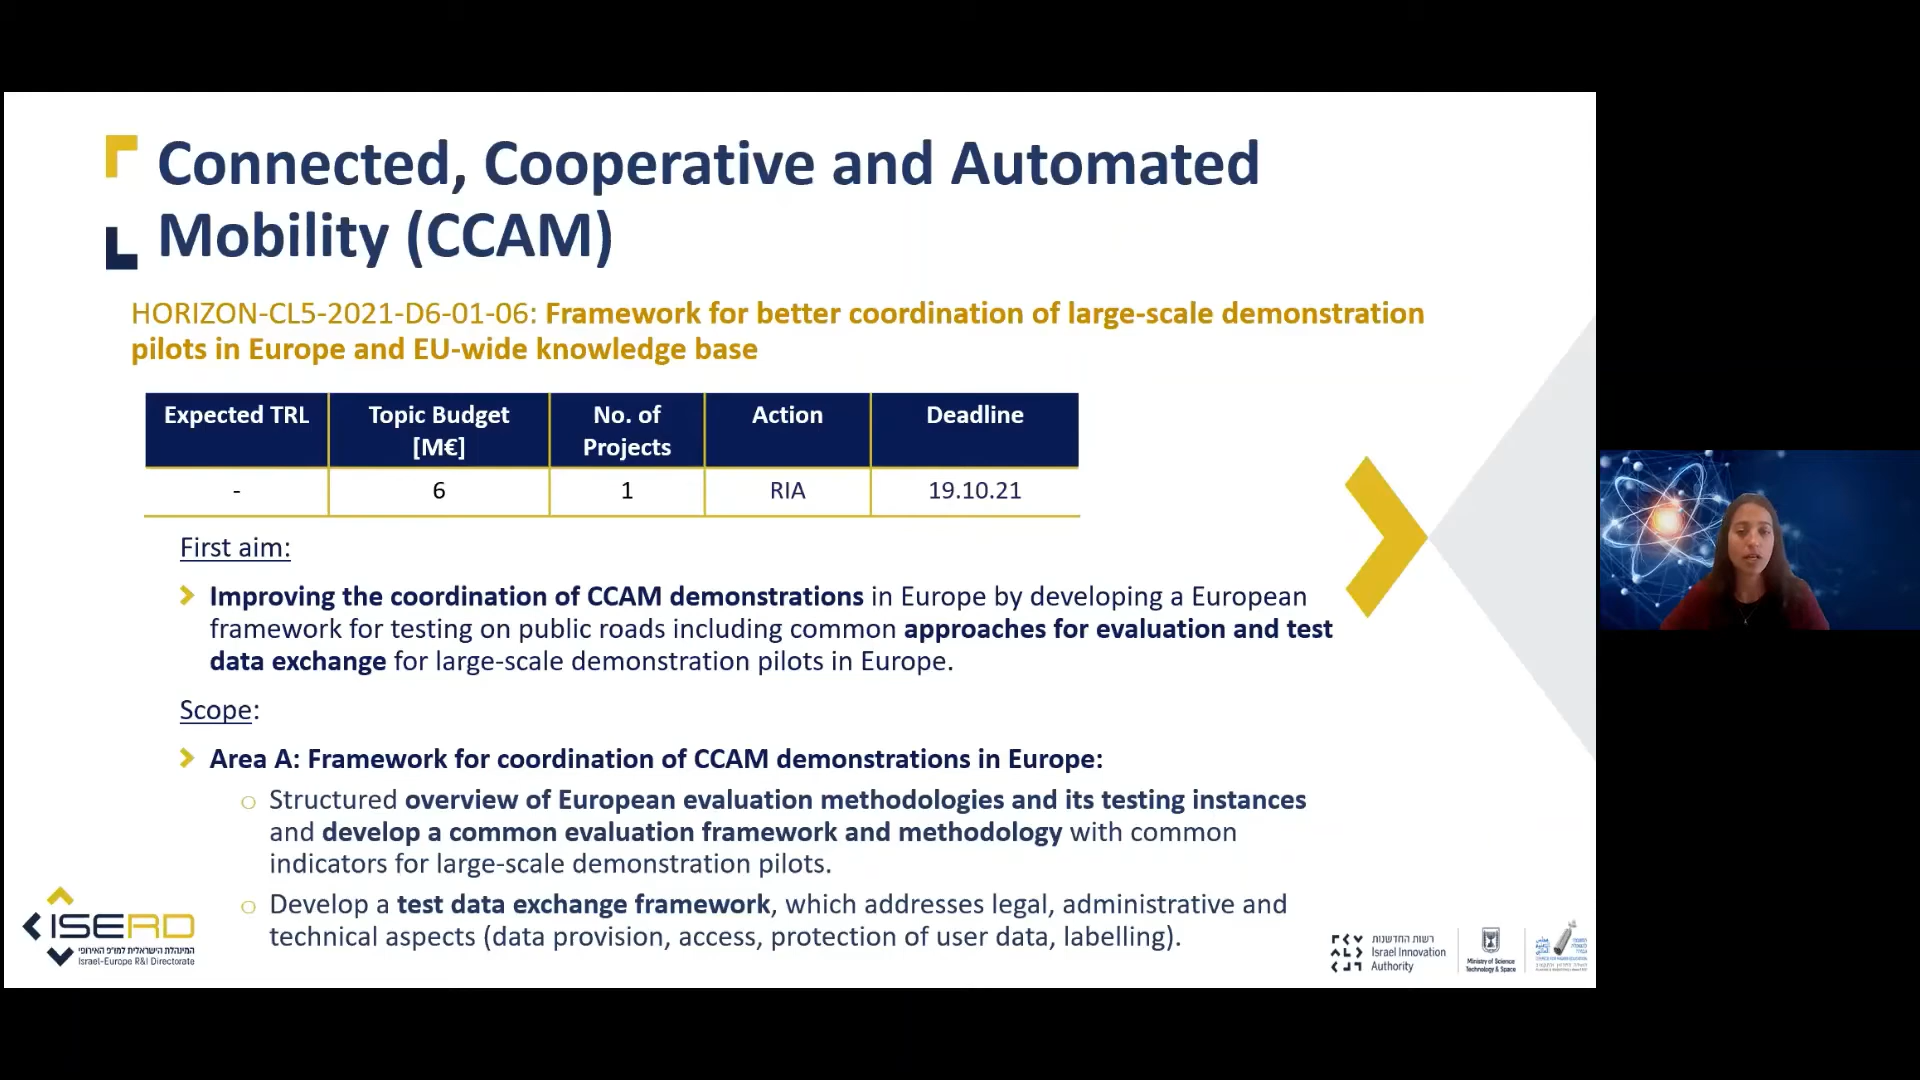 Connected, Cooperative and Automated
Mobility (CCAM)
HORIZON-CL5-2021-D6-01-06: Framework for better coordination of large-scale demonstration
pilots in Europe and EU-wide knowledge base
Expected TRL
Topic Budget
[M€]
No. of
Projects
Action
Deadline
-
6
1
RIA
19.10.21
First aim:
Improving the coordination of CCAM demonstrations in Europe by developing a European
framework for testing on public roads including common approaches for evaluation and test
data exchange for large-scale demonstration pilots in Europe.
Scope:
Area A: Framework for coordination of CCAM demonstrations in Europe:
Structured overview of European evaluation methodologies and its testing instances
and develop a common evaluation framework and methodology with common
indicators for large-scale demonstration pilots.
Develop a test data exchange framework, which addresses legal, administrative and
technical aspects (data provision, access, protection of user data, labelling).
ISERD
המינהלת הישראלית למו"פ האירופי
Israel-Europe R&I Directorate
רשות החדשנות
Israel Innovation
Authority
Ministry of Science
Technology & Space